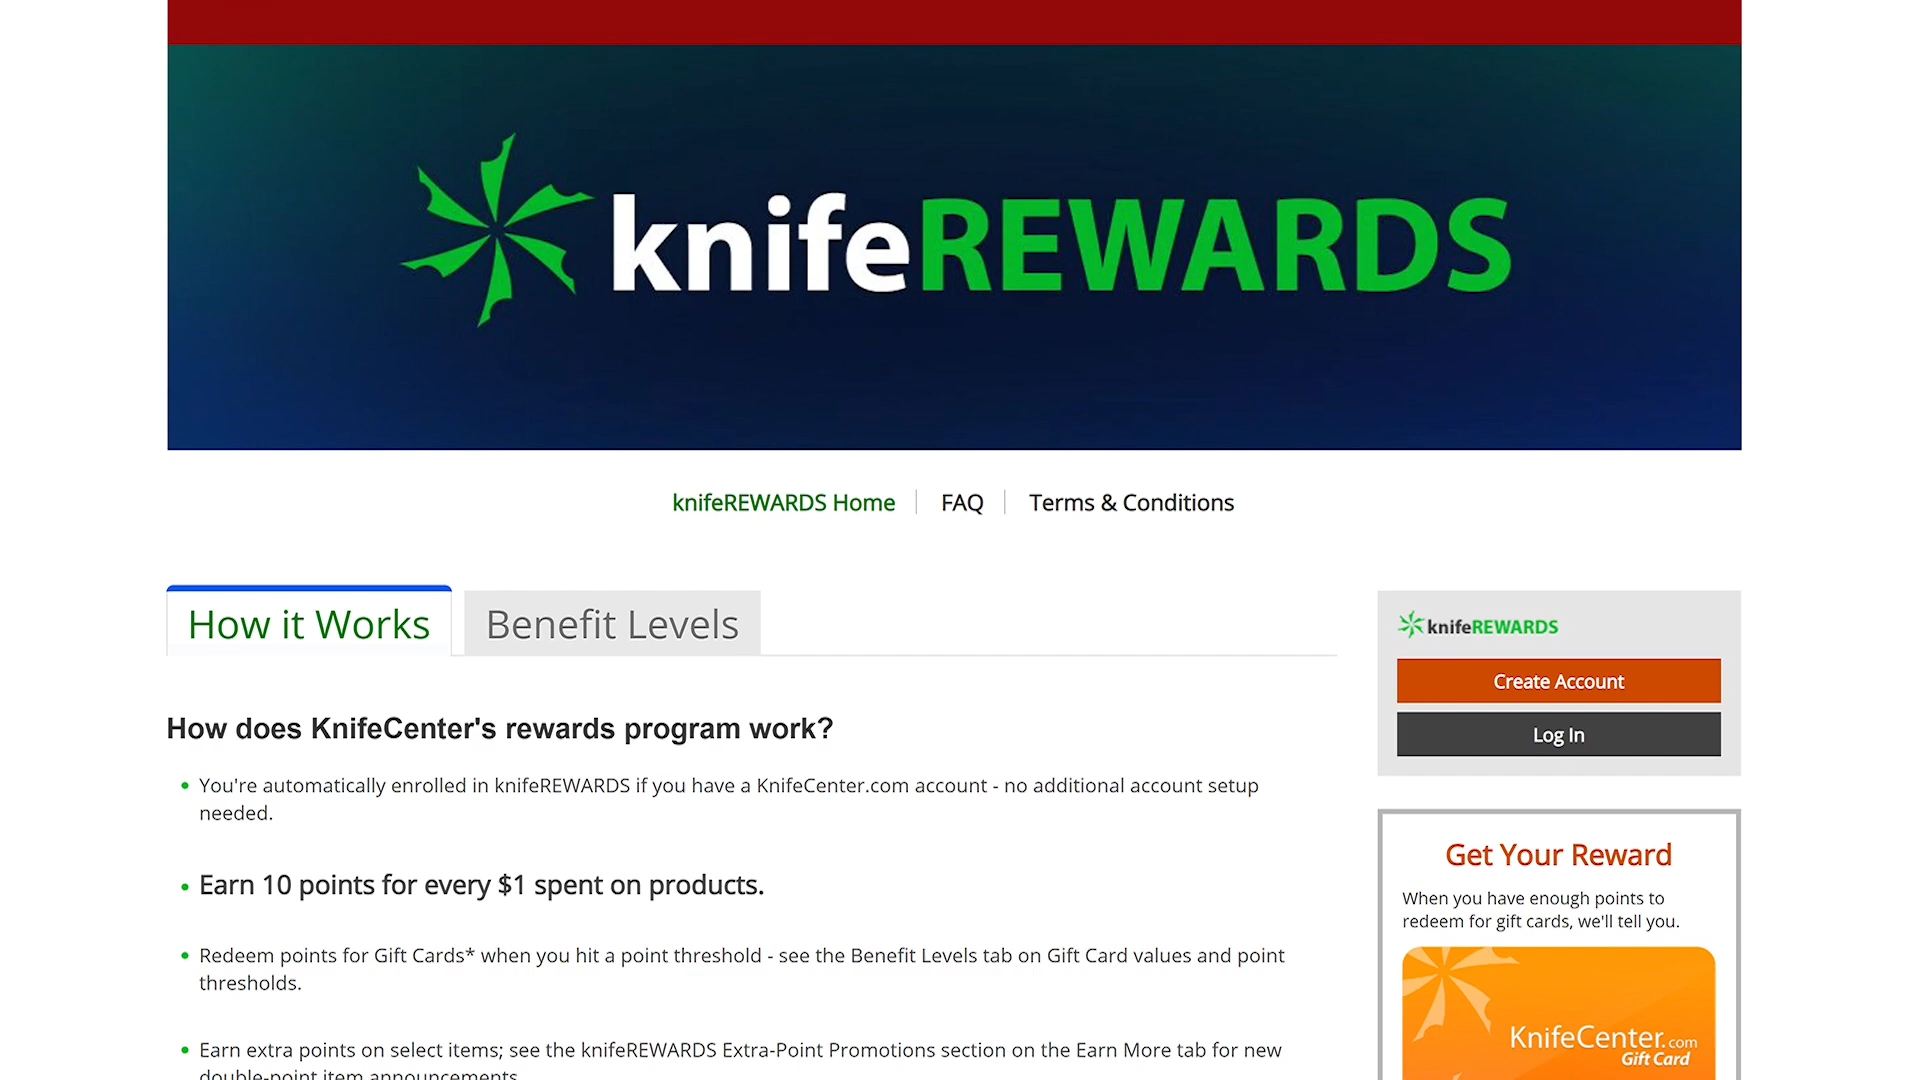 knifeREWARDS
knifeREWARDS Home
FAQ
Terms & Conditions
How it Works
Benefit Levels
How does KnifeCenter's rewards program work?
You're automatically enrolled in knifeREWARDS if you have a KnifeCenter.com account - no additional account setup
needed.
Earn 10 points for every $1 spent on products.
Redeem points for Gift Cards* when you hit a point threshold - see the Benefit Levels tab on Gift Card values and point
thresholds.
Earn extra points on select items; see the knifeREWARDS Extra-Point Promotions section on the Earn More tab for new
double-point item announcements.
knifeREWARDS
Create Account
Log In
Get Your Reward
When you have enough points to
redeem for gift cards, we'll tell you.
KnifeCenter.com
Gift Card